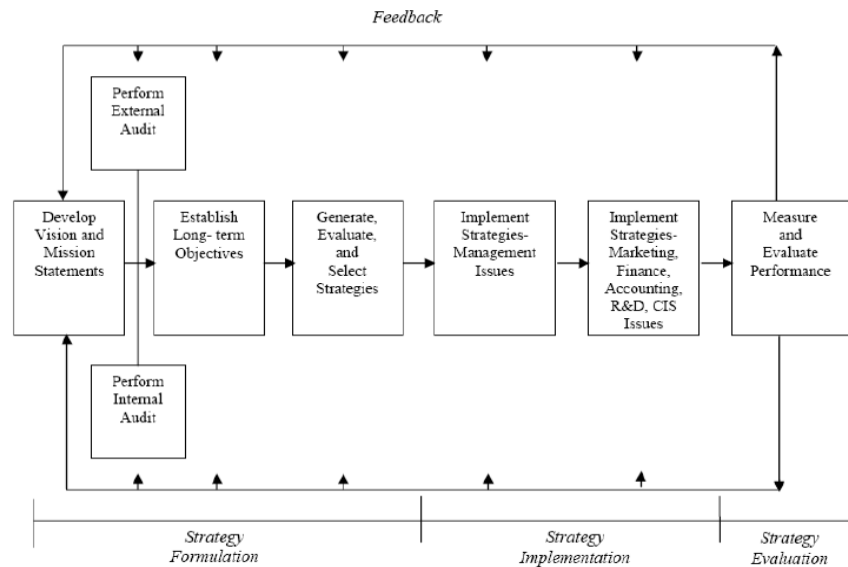 Feedback
Perform
External
Audit
Develop
Vision and
Mission
Statements
Establish
Long- term
Objectives
Generate,
Evaluate,
and
Select
Strategies
Implement
Strategies-
Management
Issues
Implement
Strategies-
Marketing,
Finance,
Accounting,
R&D, CIS
Issues
Measure
and
Evaluate
Performance
Perform
Internal
Audit
Strategy
Formulation
Strategy
Implementation
Strategy
Evaluation